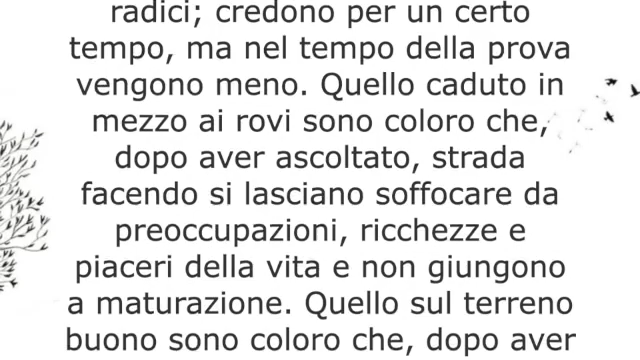 radici; credono per un certo
tempo, ma nel tempo della prova
vengono meno. Quello caduto in
mezzo ai rovi sono coloro che,
dopo aver ascoltato, strada
facendo si lasciano soffocare da
preoccupazioni, ricchezze e
piaceri della vita e non giungono
a maturazione. Quello sul terreno
buono sono coloro che, dopo aver